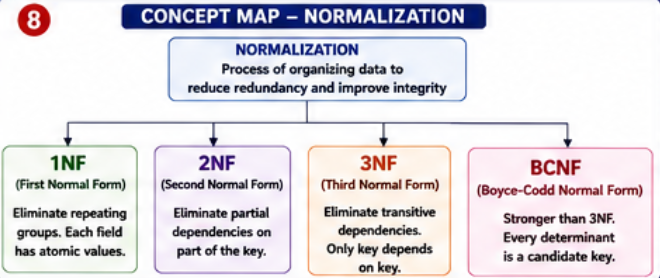 8
CONCEPT MAP – NORMALIZATION
NORMALIZATION
Process of organizing data to
reduce redundancy and improve integrity
1NF
(First Normal Form)
Eliminate repeating
groups. Each field
has atomic values.
2NF
(Second Normal Form)
Eliminate partial
dependencies on
part of the key.
3NF
(Third Normal Form)
Eliminate transitive
dependencies.
Only key depends
on key.
BCNF
(Boyce-Codd Normal Form)
Stronger than 3NF.
Every determinant
is a candidate key.